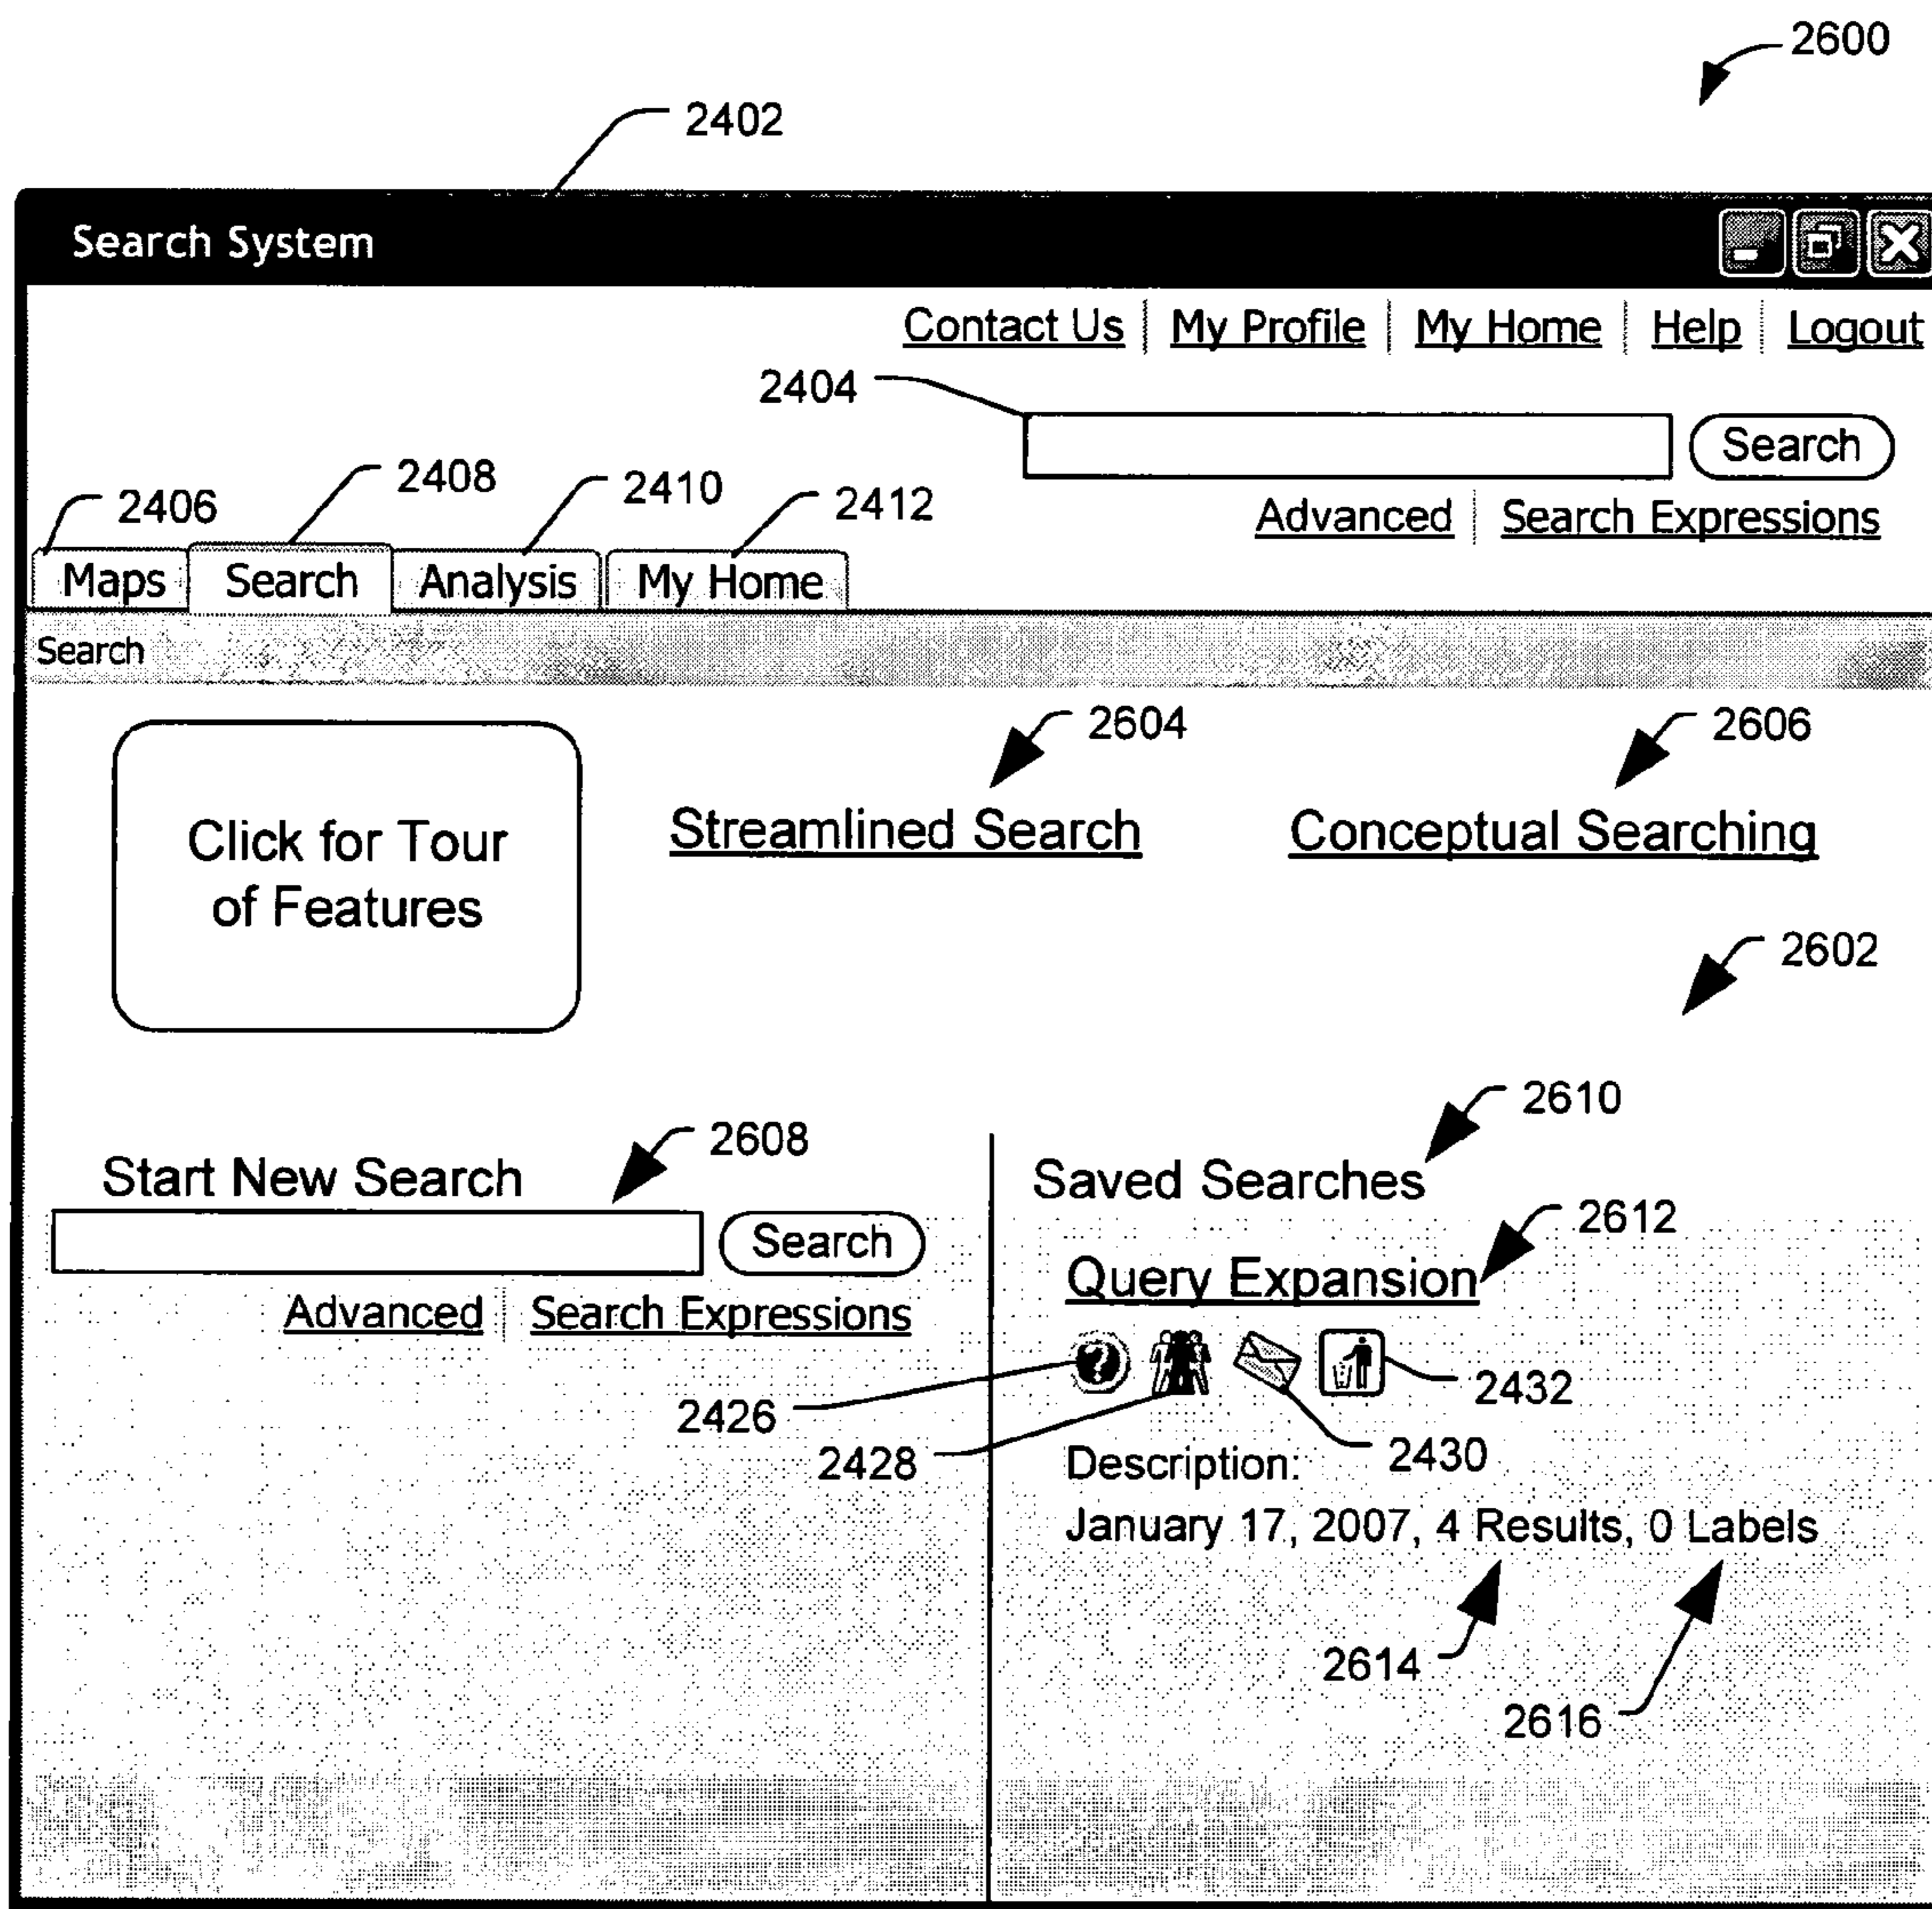 2600
2402
Search System
Contact Us My Profile My Home Help Logout
2404
Search
2406 2408 2410 2412
Advanced Search Expressions
Maps Search Analysis My Home
Search
2604 2606
Click for Tour
of Features
Streamlined Search Conceptual Searching
2602
2610
2608
Start New Search
Saved Searches
Search
2612
Query Expansion
Advanced Search Expressions
?
2426 2432
2428 2430
Description:
January 17, 2007, 4 Results, 0 Labels
2614
2616